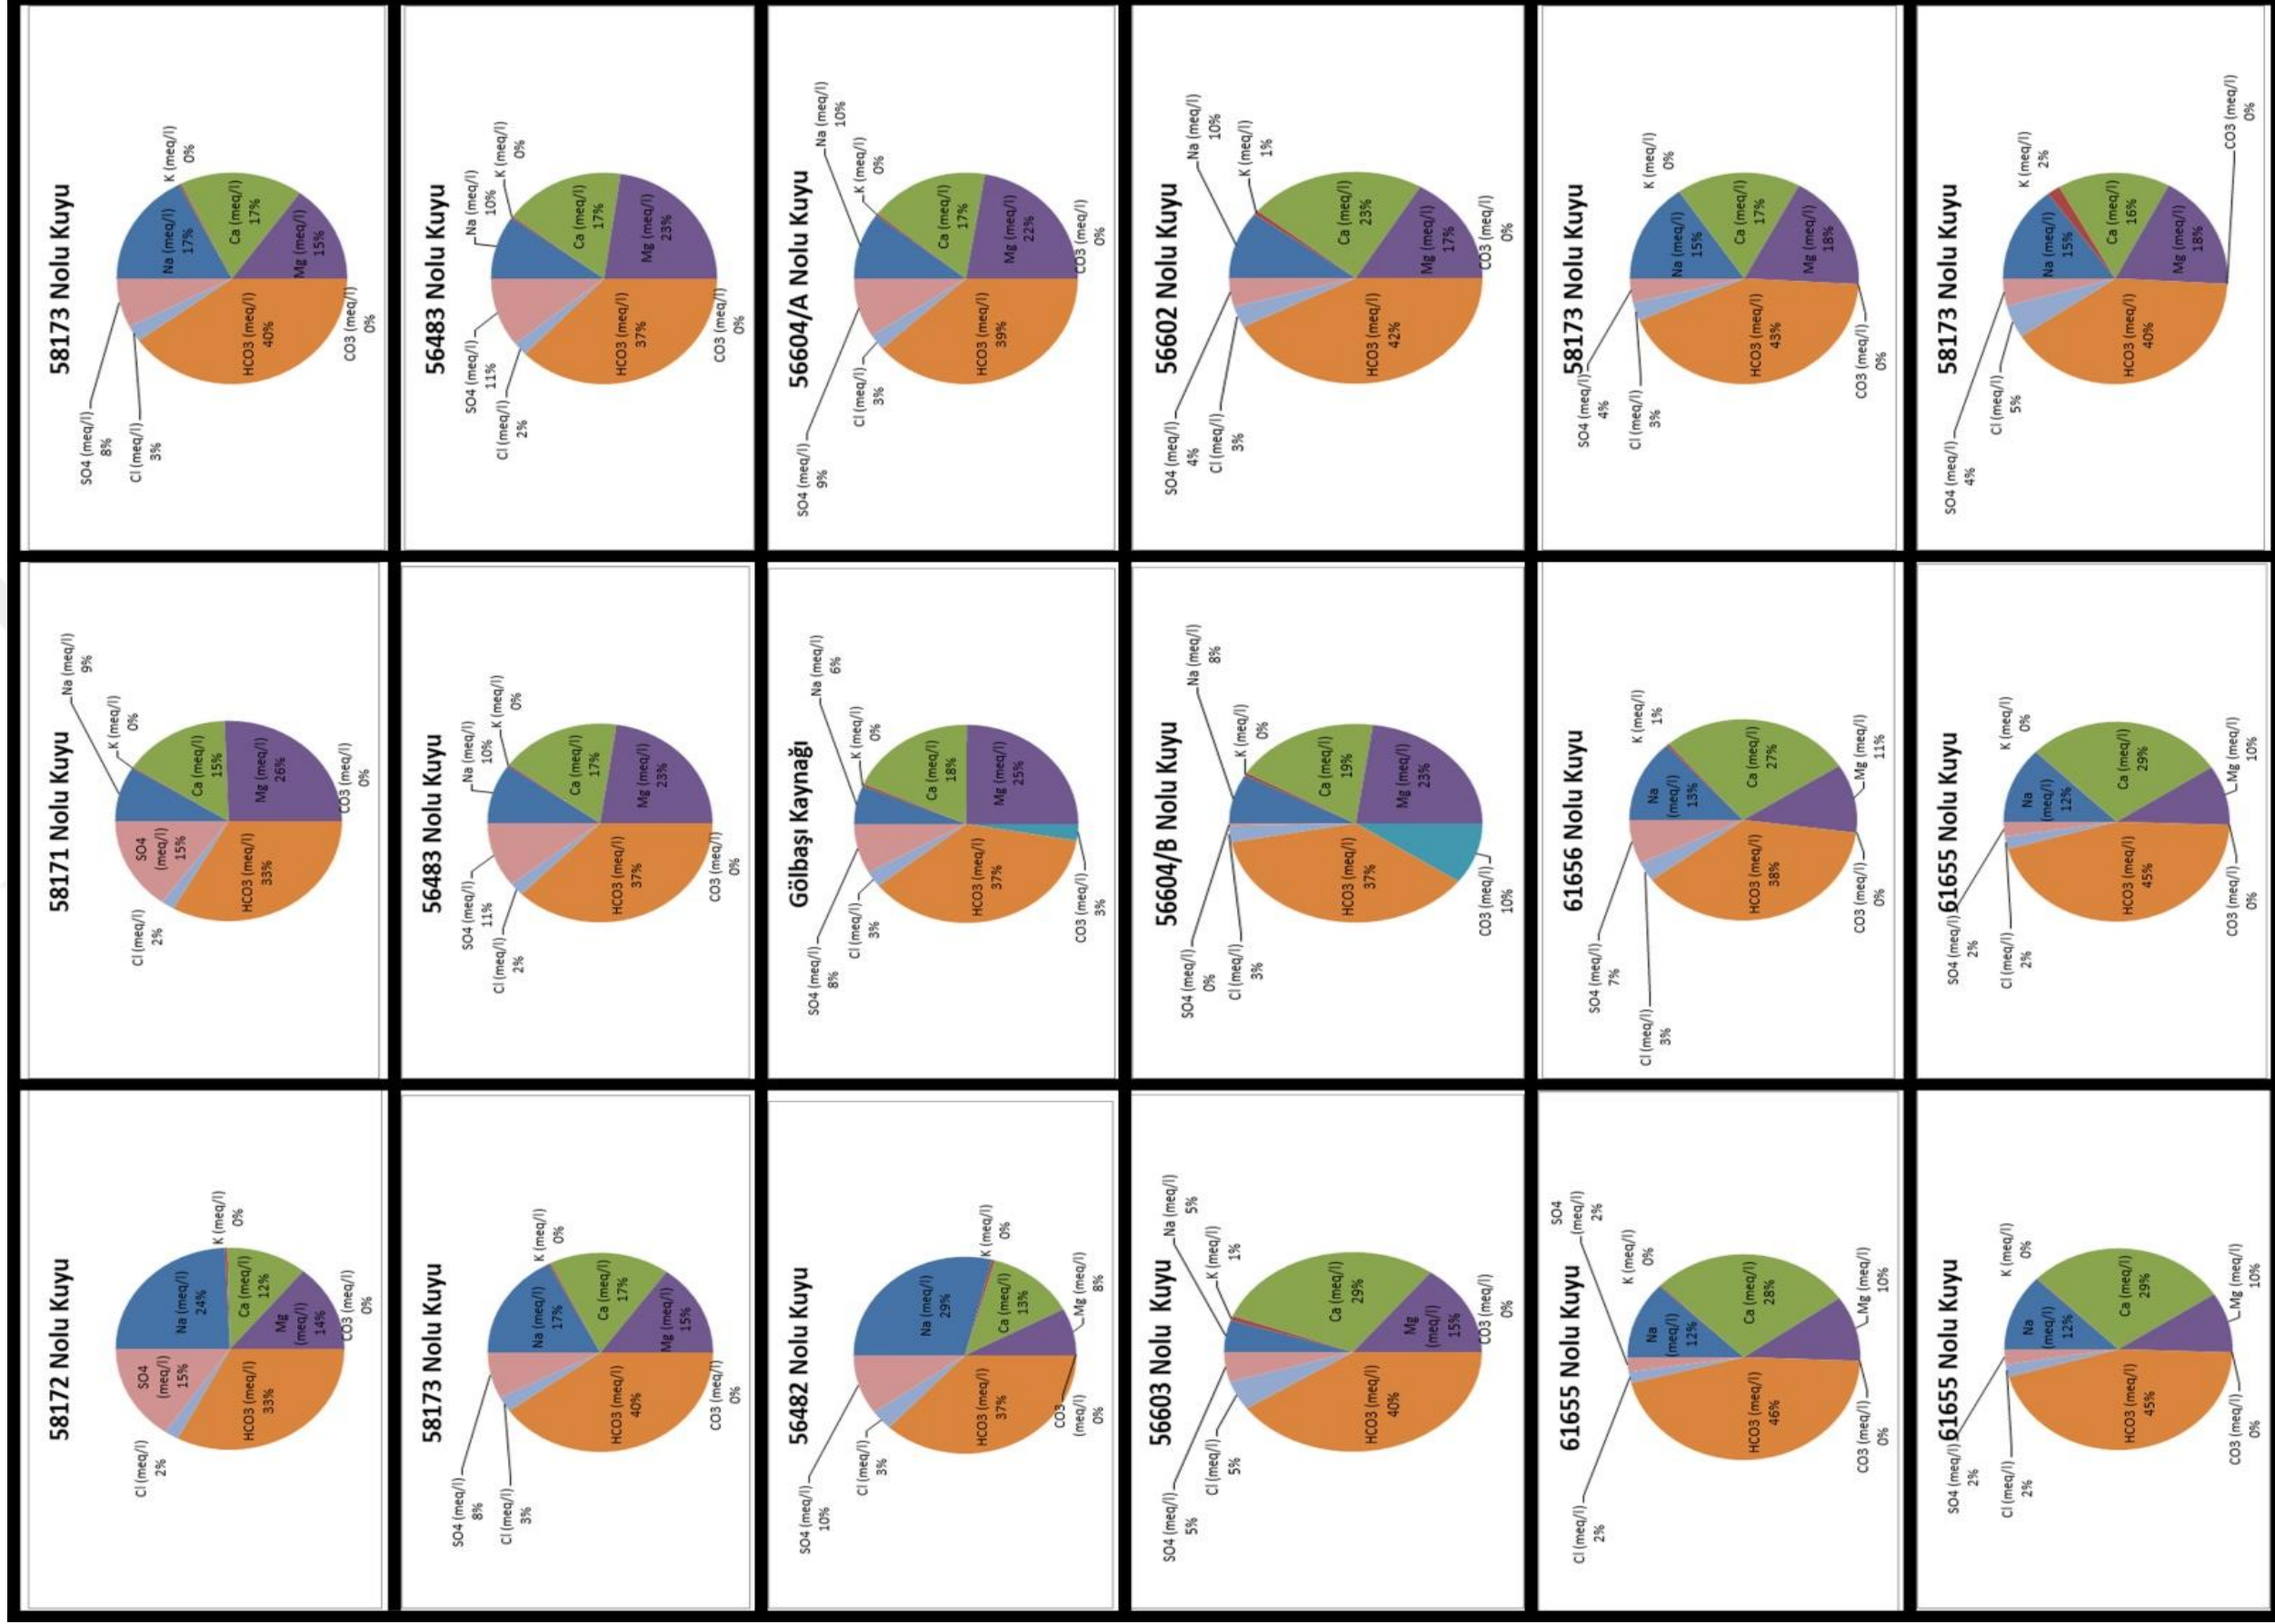 58172 Nolu Kuyu
SO4
(meq/l)
15%
Na (meq/l)
24%
Cl (meq/l)
2%
K (meq/l)
0%
Ca (meq/l)
12%
HCO3 (meq/l)
33%
Mg
(meq/l)
14%
CO3 (meq/l)
0%
58171 Nolu Kuyu
Na (meq/l)
9%
K (meq/l)
0%
SO4
(meq/l)
15%
Cl (meq/l)
2%
Ca (meq/l)
15%
HCO3 (meq/l)
33%
Mg (meq/l)
26%
CO3 (meq/l)
0%
58173 Nolu Kuyu
SO4 (meq/l)
8%
Cl (meq/l)
3%
Na (meq/l)
17%
K (meq/l)
0%
Ca (meq/l)
17%
HCO3 (meq/l)
40%
Mg (meq/l)
15%
CO3 (meq/l)
0%
58173 Nolu Kuyu
SO4 (meq/l)
8%
Cl (meq/l)
3%
Na (meq/l)
17%
K (meq/l)
0%
Ca (meq/l)
17%
HCO3 (meq/l)
40%
Mg (meq/l)
15%
CO3 (meq/l)
0%
56483 Nolu Kuyu
SO4 (meq/l)
11%
Na (meq/l)
10%
Cl (meq/l)
2%
K (meq/l)
0%
Ca (meq/l)
17%
HCO3 (meq/l)
37%
Mg (meq/l)
23%
CO3 (meq/l)
0%
56483 Nolu Kuyu
SO4 (meq/l)
11%
Na (meq/l)
10%
Cl (meq/l)
2%
K (meq/l)
0%
Ca (meq/l)
17%
HCO3 (meq/l)
37%
Mg (meq/l)
23%
CO3 (meq/l)
0%
56482 Nolu Kuyu
SO4 (meq/l)
10%
Cl (meq/l)
3%
Na (meq/l)
29%
K (meq/l)
0%
HCO3 (meq/l)
37%
Ca (meq/l)
13%
Mg (meq/l)
8%
CO3
(meq/l)
0%
Gölbaşı Kaynağı
SO4 (meq/l)
8%
Na (meq/l)
6%
Cl (meq/l)
3%
K (meq/l)
0%
Ca (meq/l)
18%
HCO3 (meq/l)
37%
Mg (meq/l)
25%
CO3 (meq/l)
3%
56604/A Nolu Kuyu
SO4 (meq/l)
9%
Na (meq/l)
10%
Cl (meq/l)
3%
K (meq/l)
0%
Ca (meq/l)
17%
HCO3 (meq/l)
39%
Mg (meq/l)
22%
CO3 (meq/l)
0%
56603 Nolu Kuyu
SO4 (meq/l)
5%
Na (meq/l)
5%
Cl (meq/l)
5%
K (meq/l)
1%
Ca (meq/l)
29%
HCO3 (meq/l)
40%
Mg
(meq/l)
15%
CO3 (meq/l)
0%
56604/B Nolu Kuyu
SO4 (meq/l)
0%
Na (meq/l)
8%
Cl (meq/l)
3%
K (meq/l)
0%
Ca (meq/l)
19%
HCO3 (meq/l)
37%
Mg (meq/l)
23%
CO3 (meq/l)
10%
56602 Nolu Kuyu
SO4 (meq/l)
4%
Na (meq/l)
10%
Cl (meq/l)
3%
K (meq/l)
1%
Ca (meq/l)
23%
HCO3 (meq/l)
42%
Mg (meq/l)
17%
CO3 (meq/l)
0%
61655 Nolu Kuyu
SO4
(meq/l)
2%
Cl (meq/l)
2%
K (meq/l)
0%
Na
(meq/l)
12%
Ca (meq/l)
28%
HCO3 (meq/l)
46%
Mg (meq/l)
10%
CO3 (meq/l)
0%
61656 Nolu Kuyu
SO4 (meq/l)
7%
Cl (meq/l)
3%
K (meq/l)
1%
Na
(meq/l)
13%
Ca (meq/l)
27%
HCO3 (meq/l)
38%
Mg (meq/l)
11%
CO3 (meq/l)
0%
58173 Nolu Kuyu
SO4 (meq/l)
4%
Cl (meq/l)
3%
K (meq/l)
0%
Na (meq/l)
15%
Ca (meq/l)
17%
HCO3 (meq/l)
43%
Mg (meq/l)
18%
CO3 (meq/l)
0%
61655 Nolu Kuyu
SO4 (meq/l)
2%
Cl (meq/l)
2%
K (meq/l)
0%
Na
(meq/l)
12%
Ca (meq/l)
29%
HCO3 (meq/l)
45%
Mg (meq/l)
10%
CO3 (meq/l)
0%
61655 Nolu Kuyu
SO4 (meq/l)
2%
Cl (meq/l)
2%
K (meq/l)
0%
Na
(meq/l)
12%
Ca (meq/l)
29%
HCO3 (meq/l)
45%
Mg (meq/l)
10%
CO3 (meq/l)
0%
58173 Nolu Kuyu
SO4 (meq/l)
4%
Cl (meq/l)
5%
K (meq/l)
2%
Na (meq/l)
15%
Ca (meq/l)
16%
HCO3 (meq/l)
40%
Mg (meq/l)
18%
CO3 (meq/l)
0%